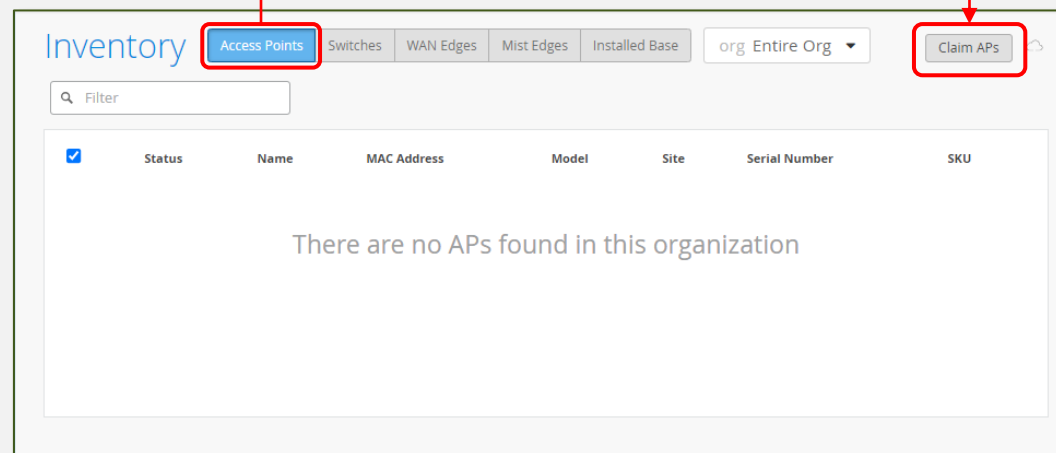 Inventory Access Points Switches WAN Edges Mist Edges Installed Base org Entire Org Claim APs
Filter
Status Name MAC Address Model Site Serial Number SKU
There are no APs found in this organization